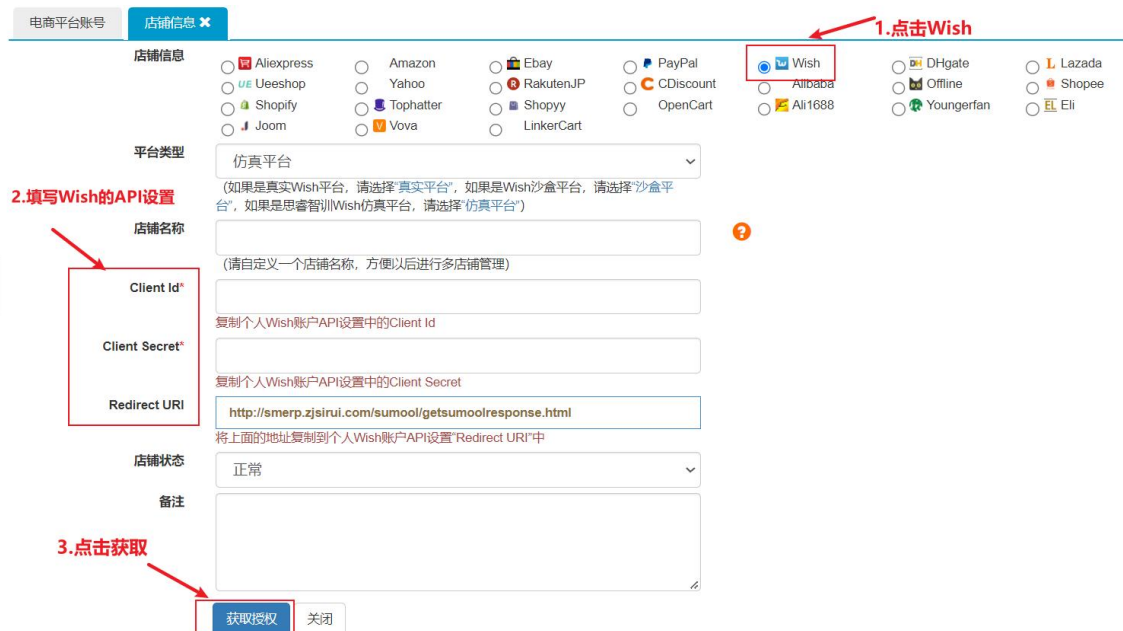 电商平台账号 店铺信息 ✖
1.点击Wish
店铺信息
Aliexpress Amazon Ebay PayPal Wish DHgate Lazada
UE Ueeshop Yahoo RakutenJP CDiscount Alibaba Offline Shopee
Shopify Tophatter Shopyy OpenCart Ali1688 Youngerfan EL Eli
Joom Vova LinkerCart
平台类型
仿真平台
(如果是真实Wish平台，请选择“真实平台”，如果是Wish沙盒平台，请选择“沙盒平
台”，如果是思睿智训Wish仿真平台，请选择“仿真平台”)
2.填写Wish的API设置
店铺名称
(请自定义一个店铺名称，方便以后进行多店铺管理)
Client Id*
复制个人Wish账户API设置中的Client Id
Client Secret*
复制个人Wish账户API设置中的Client Secret
Redirect URI
http://smerp.zjsirui.com/sumool/getsumoolresponse.html
将上面的地址复制到个人Wish账户API设置“Redirect URI”中
店铺状态
正常
备注
3.点击获取
获取授权 关闭